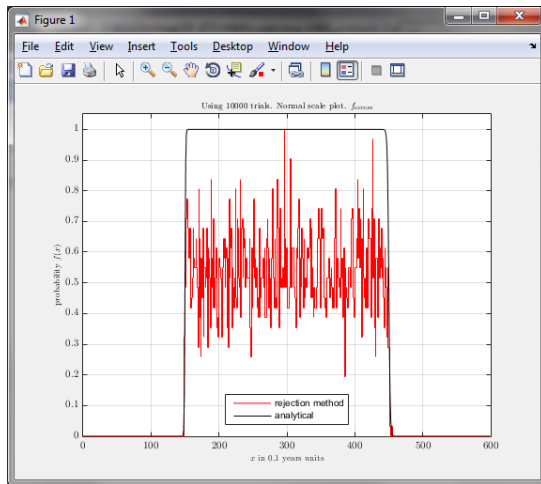 Figure 1
File Edit View Insert Tools Desktop Window Help
Using 10000 trials. Normal scale plot. f_excess
1
0.9
0.8
0.7
0.6
0.5
0.4
0.3
0.2
0.1
0
probability f(x)
rejection method
analytical
0 100 200 300 400 500 600
x in 0.1 years units